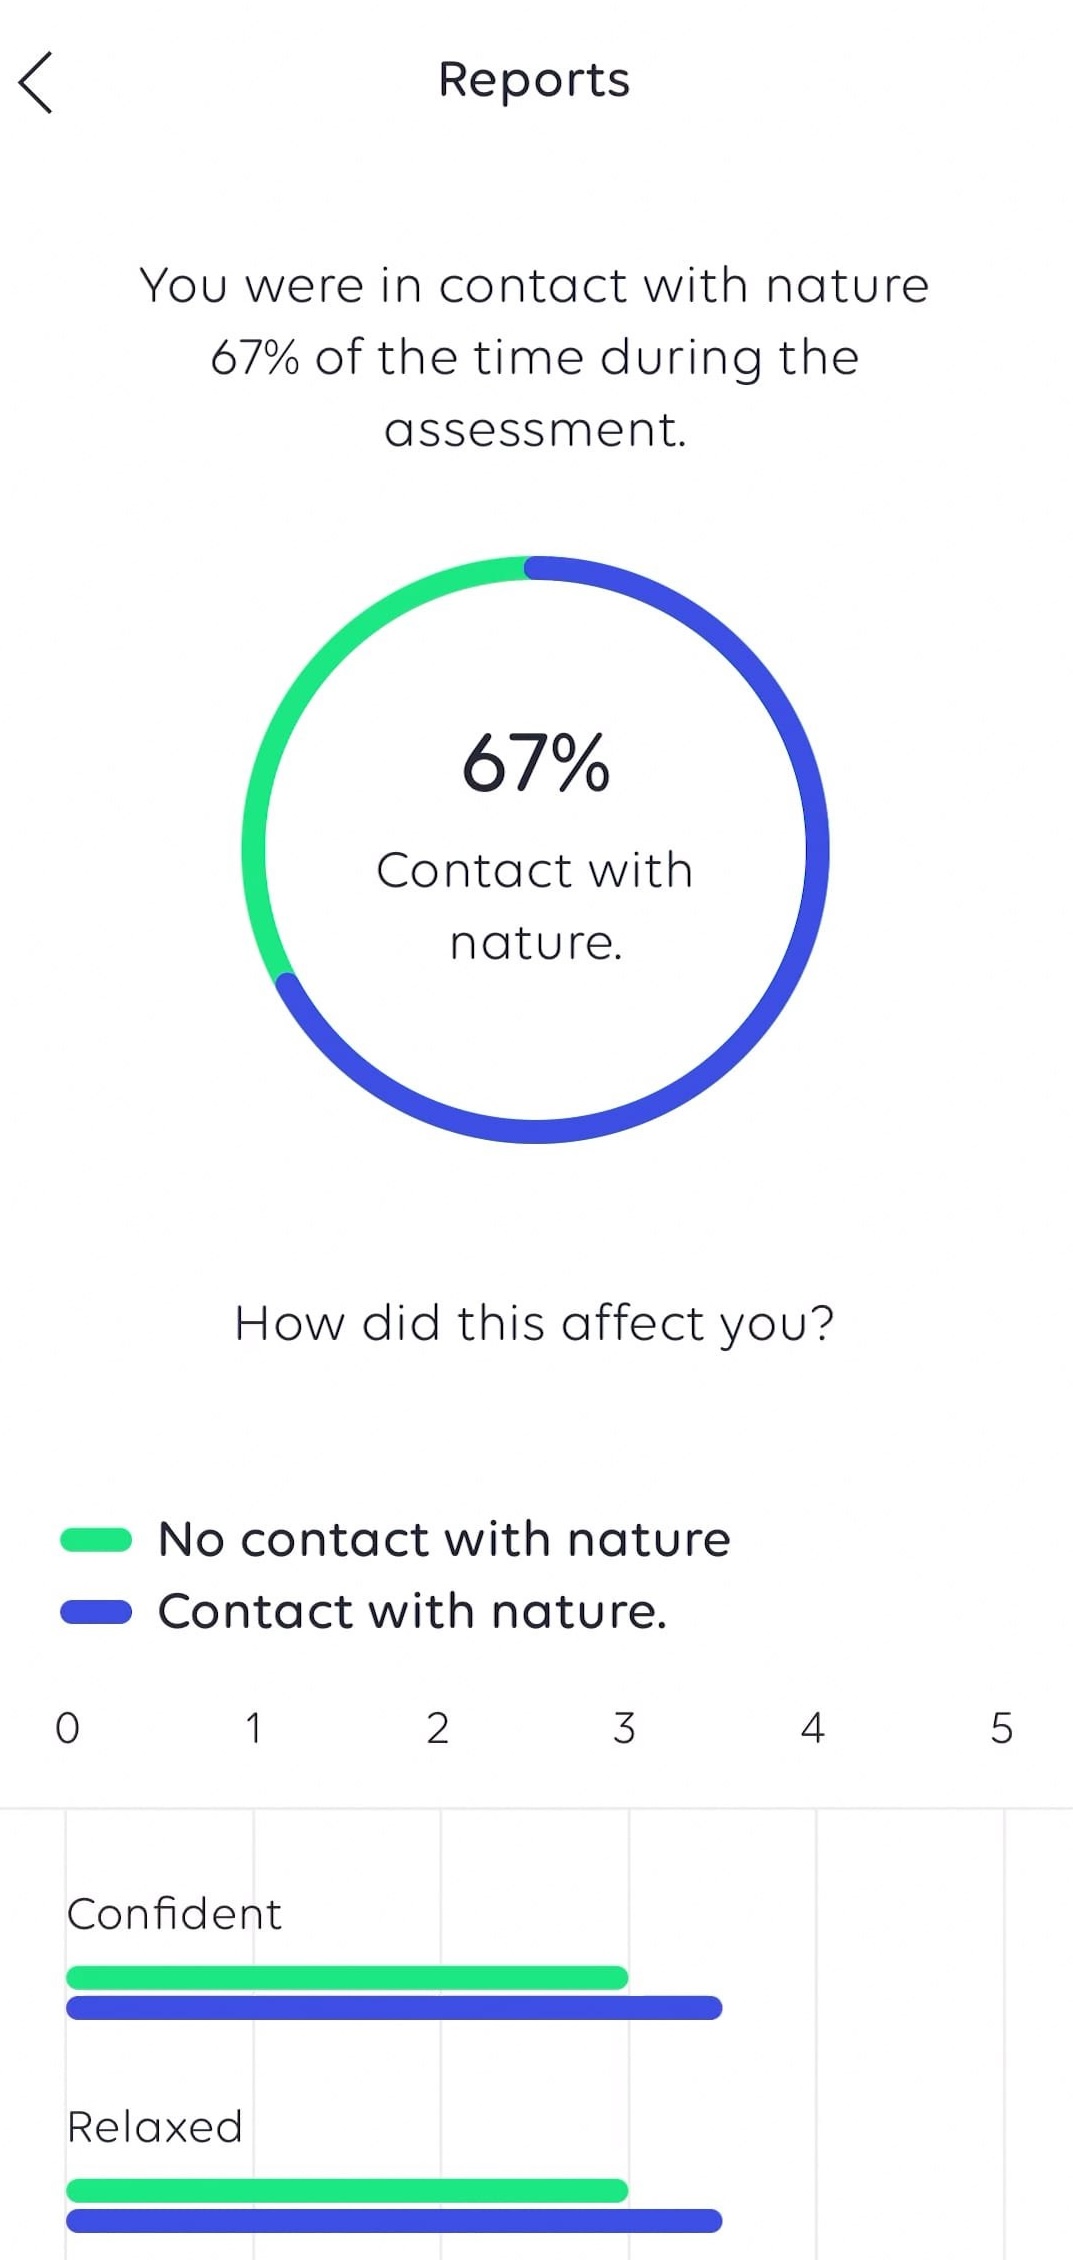 Reports
You were in contact with nature
67% of the time during the
assessment.
67%
Contact with
nature.
How did this affect you?
No contact with nature
Contact with nature.
0 1 2 3 4 5
Confident
Relaxed